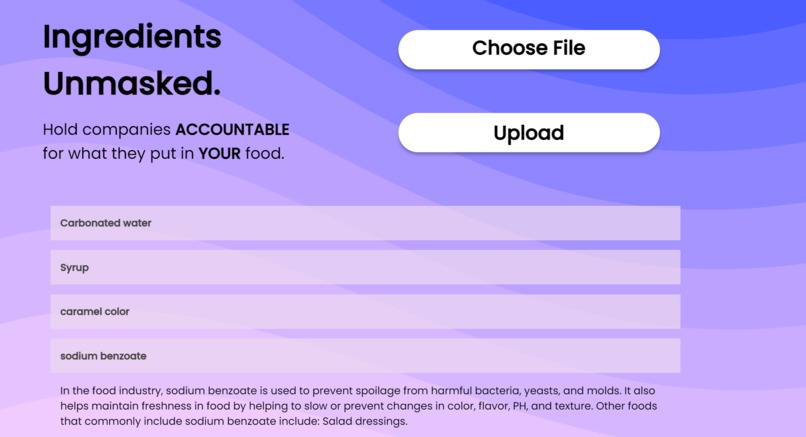 Ingredients
Unmasked.
Hold companies ACCOUNTABLE
for what they put in YOUR food.
Choose File
Upload
Carbonated water
Syrup
caramel color
sodium benzoate
In the food industry, sodium benzoate is used to prevent spoilage from harmful bacteria, yeasts, and molds. It also
helps maintain freshness in food by helping to slow or prevent changes in color, flavor, PH, and texture. Other foods
that commonly include sodium benzoate include: Salad dressings.